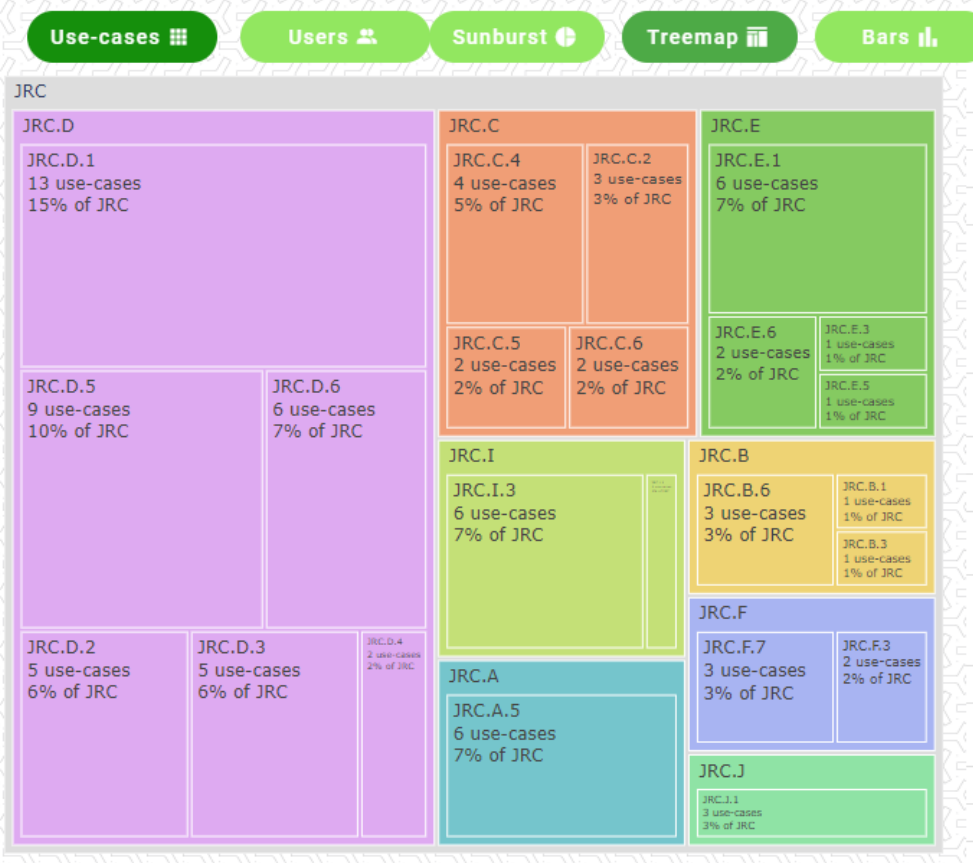 Use-cases
Users
Sunburst
Treemap
Bars
JRC
JRC.D
JRC.D.1
13 use-cases
15% of JRC
JRC.D.5
9 use-cases
10% of JRC
JRC.D.6
6 use-cases
7% of JRC
JRC.D.2
5 use-cases
6% of JRC
JRC.D.3
5 use-cases
6% of JRC
JRC.D.4
2 use-cases
2% of JRC
JRC.C
JRC.C.4
4 use-cases
5% of JRC
JRC.C.2
3 use-cases
3% of JRC
JRC.C.5
2 use-cases
2% of JRC
JRC.C.6
2 use-cases
2% of JRC
JRC.E
JRC.E.1
6 use-cases
7% of JRC
JRC.E.6
2 use-cases
2% of JRC
JRC.E.3
1 use-cases
1% of JRC
JRC.E.5
1 use-cases
1% of JRC
JRC.I
JRC.I.3
6 use-cases
7% of JRC
JRC.A
JRC.A.5
6 use-cases
7% of JRC
JRC.B
JRC.B.6
3 use-cases
3% of JRC
JRC.B.1
1 use-cases
1% of JRC
JRC.B.3
1 use-cases
1% of JRC
JRC.F
JRC.F.7
3 use-cases
3% of JRC
JRC.F.3
2 use-cases
2% of JRC
JRC.J
JRC.J.1
3 use-cases
3% of JRC